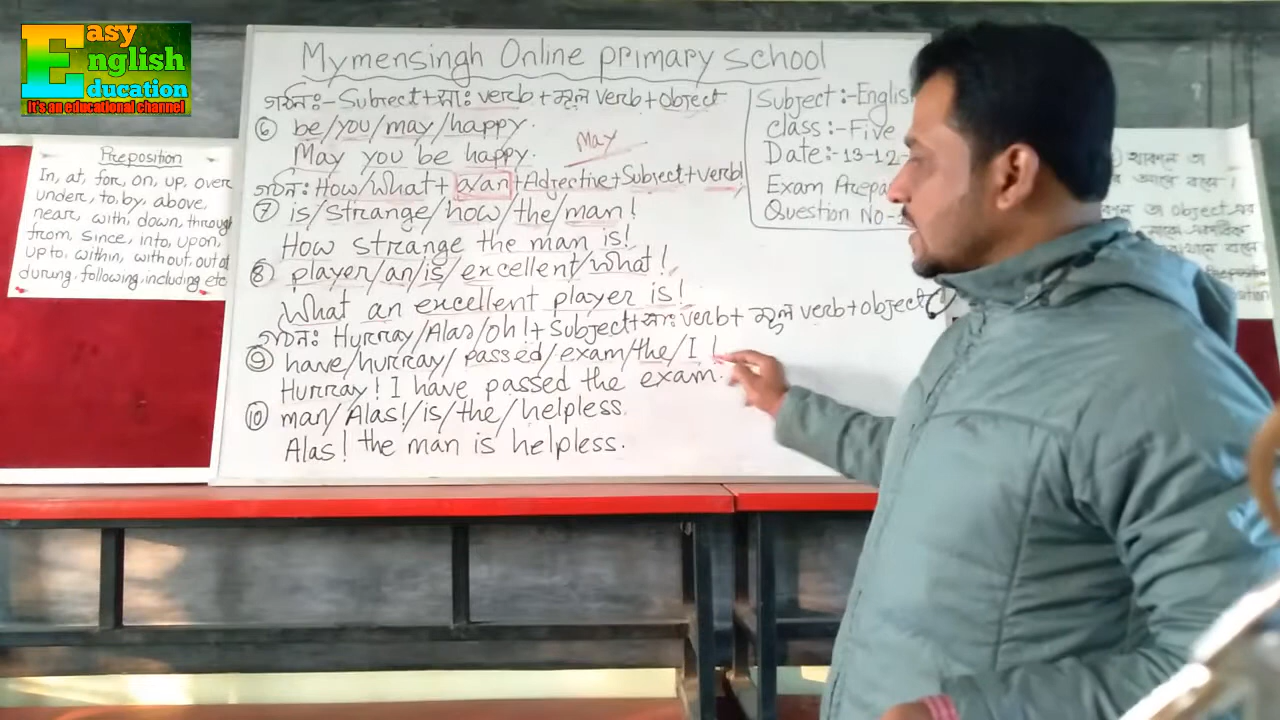 Easy
English
Education
It's an educational channel
Mymensingh Online primary school
গঠন:- Subject+সা: verb+মূল verb+object
⑥ be/you/may/happy.
May you be happy.
May
গঠন: How/What+a/an+Adjective+Subject+verb!
⑦ is/strange/how/the/man!
How strange the man is!
⑧ player/an/is/excellent/what!
What an excellent player is!
গঠন: Hurray/Alas/oh!+Subject+সা: verb+মূল verb+object
⑨ have/hurray/passed/exam/the/I!
Hurray! I have passed the exam.
⑩ man/Alas!/is/the/helpless.
Alas! the man is helpless.
Subject:-English
Class:-Five
Date:-13-12-
Exam Prepa
Question No-1
Preposition
In, at, for, on, up, over
under, to, by, above,
near, with, down, through
from, since, into, upon,
up to, within, without, out of
during, following, including etc